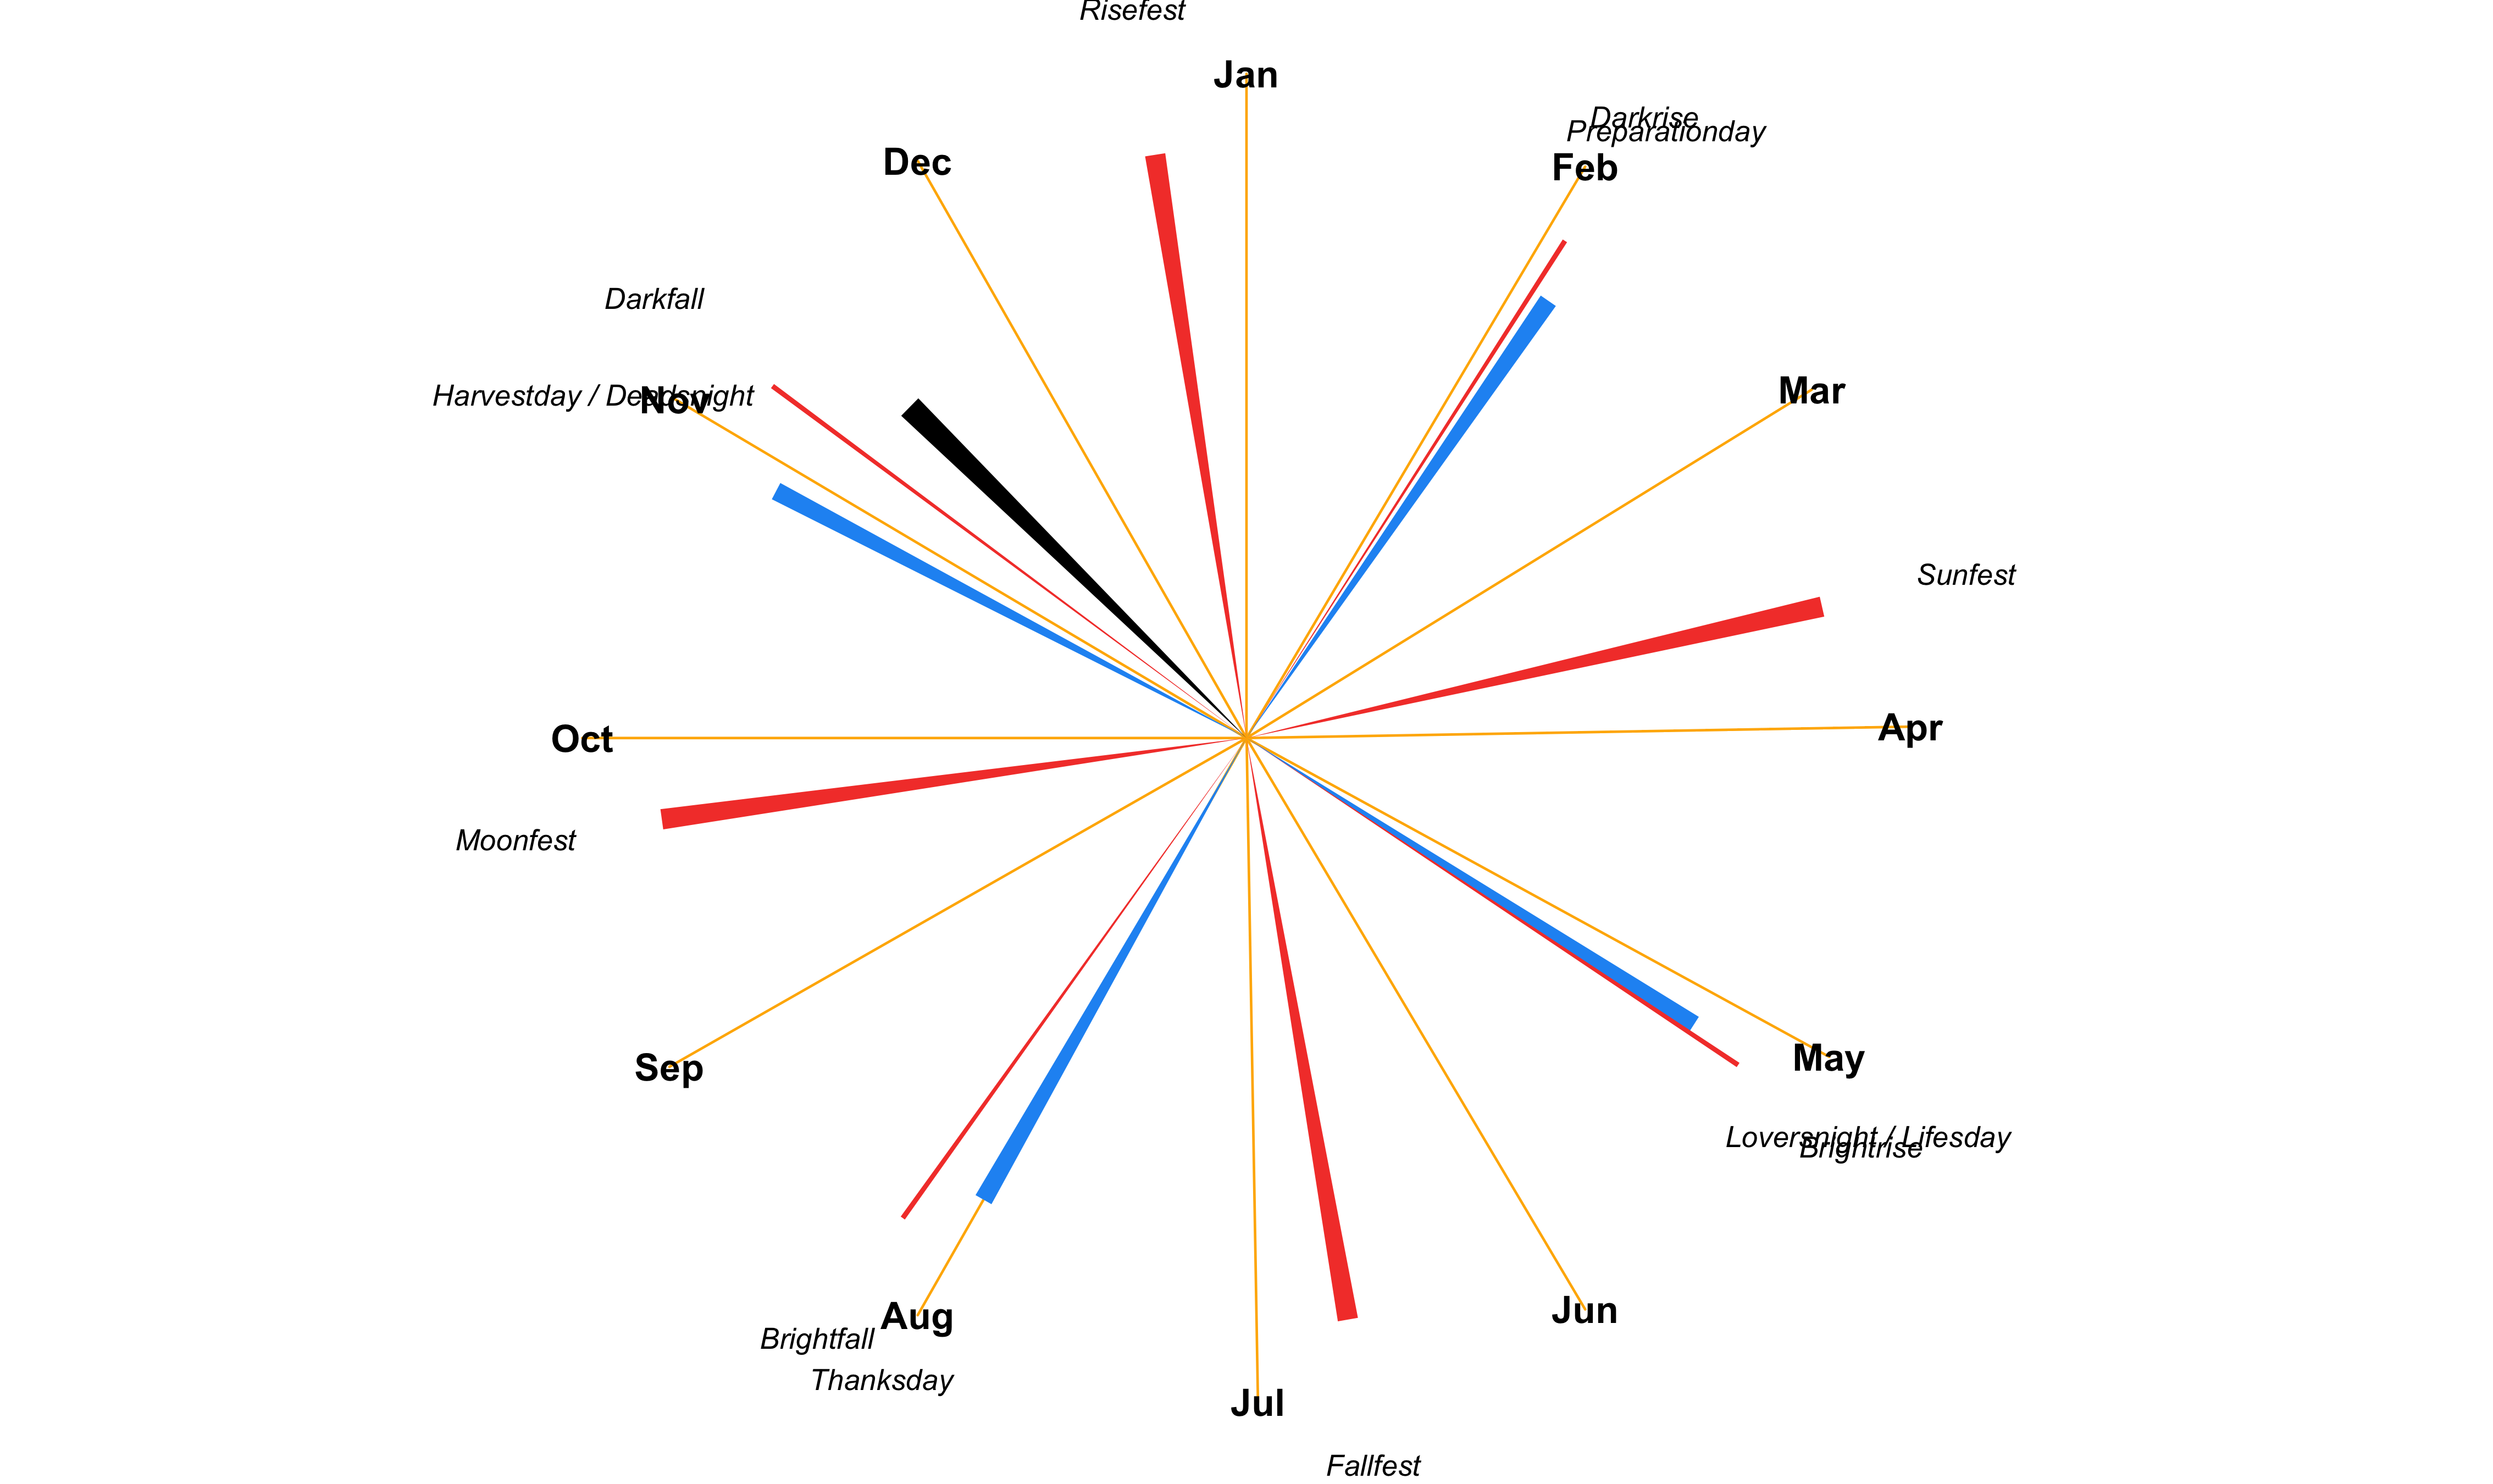 Risefest
Jan
Darkrise
Preparationday
Dec
Feb
Darkfall
Mar
Harvestday / Deadsnight
Nov
Sunfest
Apr
Oct
Moonfest
May
Sep
Loversnight / Lifesday
Brightrise
Jun
Aug
Brightfall
Thanksday
Jul
Fallfest